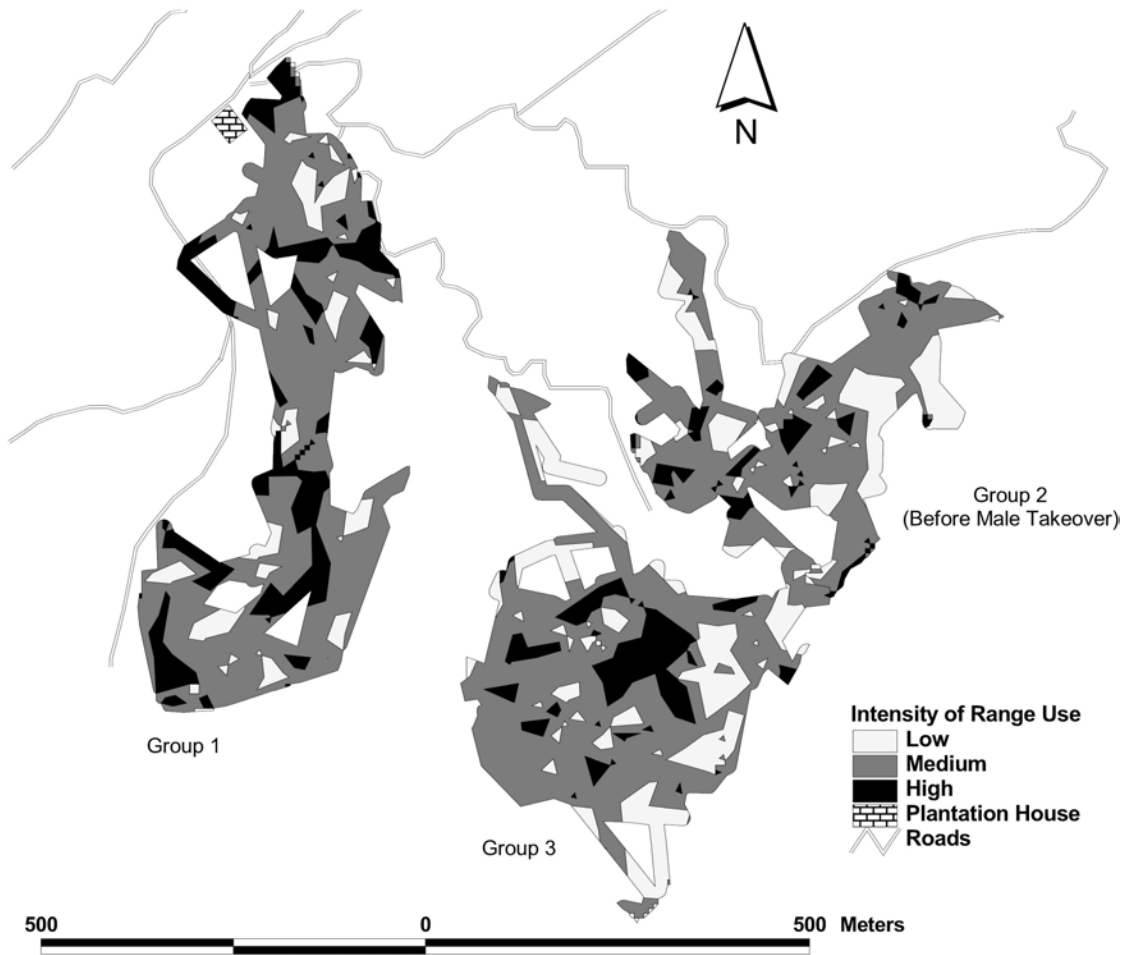 N
Group 2
(Before Male Takeover)
Group 1
Group 3
Intensity of Range Use
Low
Medium
High
Plantation House
Roads
500 0 500 Meters